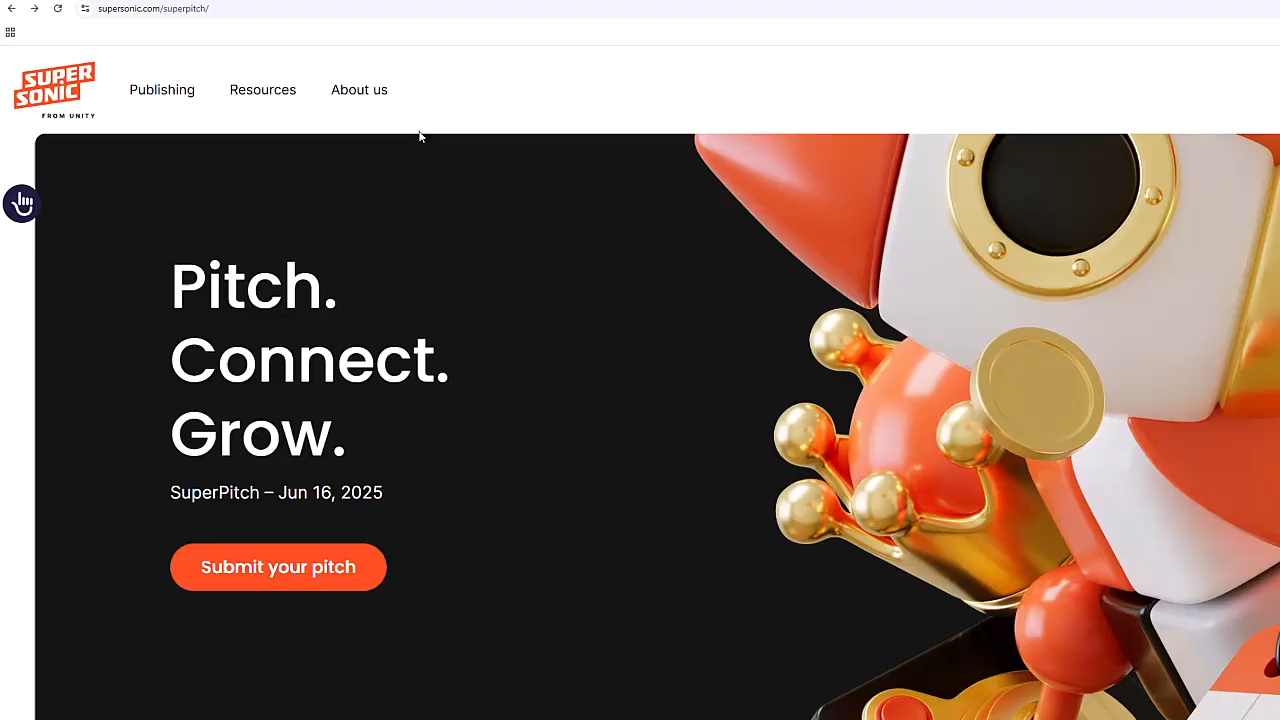 supersonic.com/superpitch/
SUPER
SONIC
FROM UNITY
Publishing
Resources
About us
Pitch.
Connect.
Grow.
SuperPitch – Jun 16, 2025
Submit your pitch